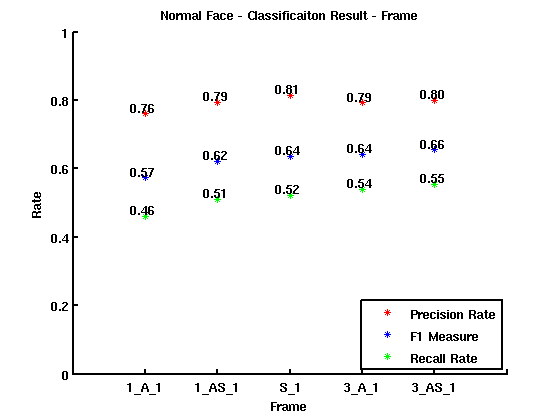 Normal Face - Classificaiton Result - Frame
1
0.8
0.6
0.4
0.2
0
Rate
0.76
0.79
0.81
0.79
0.80
0.57
0.62
0.64
0.64
0.66
0.46
0.51
0.52
0.54
0.55
Precision Rate
F1 Measure
Recall Rate
1_A_1
1_AS_1
S_1
3_A_1
3_AS_1
Frame